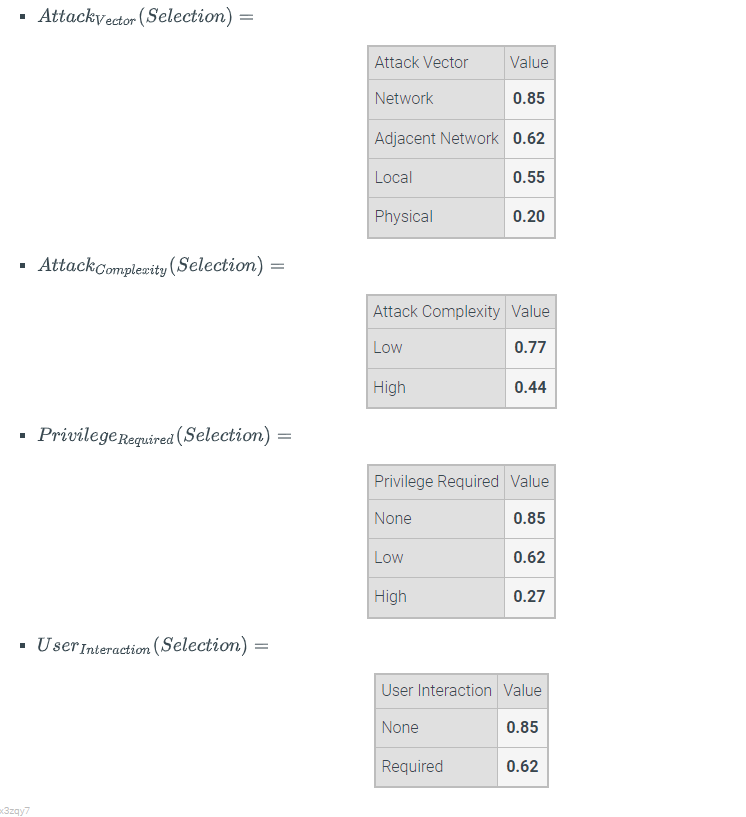 ▪ Attack_Vector(Selection) =
Attack Vector Value
Network 0.85
Adjacent Network 0.62
Local 0.55
Physical 0.20
▪ Attack_Complexity(Selection) =
Attack Complexity Value
Low 0.77
High 0.44
▪ Privilege_Required(Selection) =
Privilege Required Value
None 0.85
Low 0.62
High 0.27
▪ User_Interaction(Selection) =
User Interaction Value
None 0.85
Required 0.62
x3zqy7